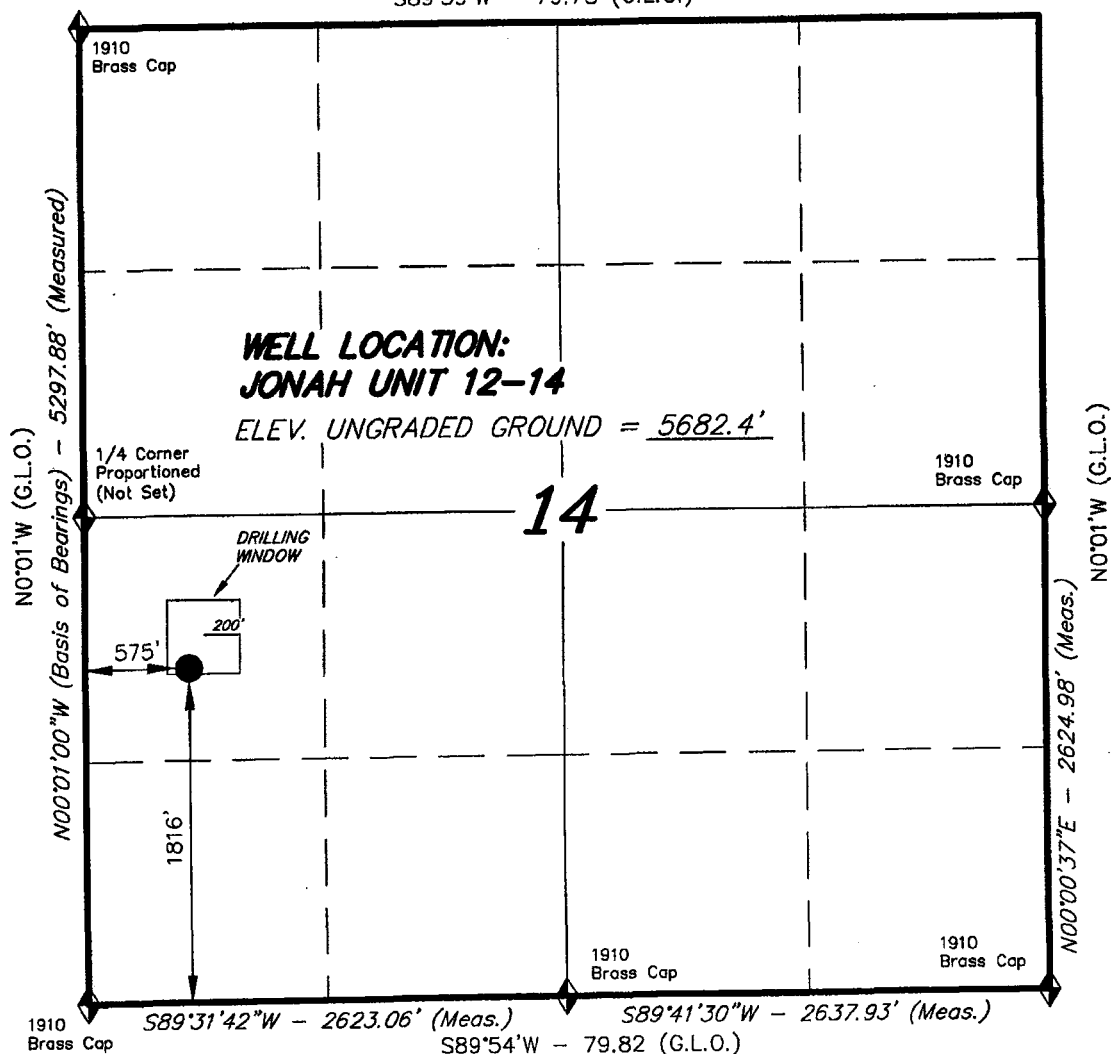 1910
Brass Cap
WELL LOCATION:
JONAH UNIT 12-14
ELEV. UNGRADED GROUND = 5682.4'
N0°01'W (G.L.O.)
N00°01'00"W (Basis of Bearings) - 5297.88' (Measured)
1/4 Corner
Proportioned
(Not Set)
14
1910
Brass Cap
N0°01'W (G.L.O.)
DRILLING
WINDOW
200'
575'
1816'
N00°00'37"E - 2624.98' (Meas.)
1910
Brass Cap
1910
Brass Cap
1910
Brass Cap
S89°31'42"W - 2623.06' (Meas.)
S89°41'30"W - 2637.93' (Meas.)
S89°54'W - 79.82 (G.L.O.)